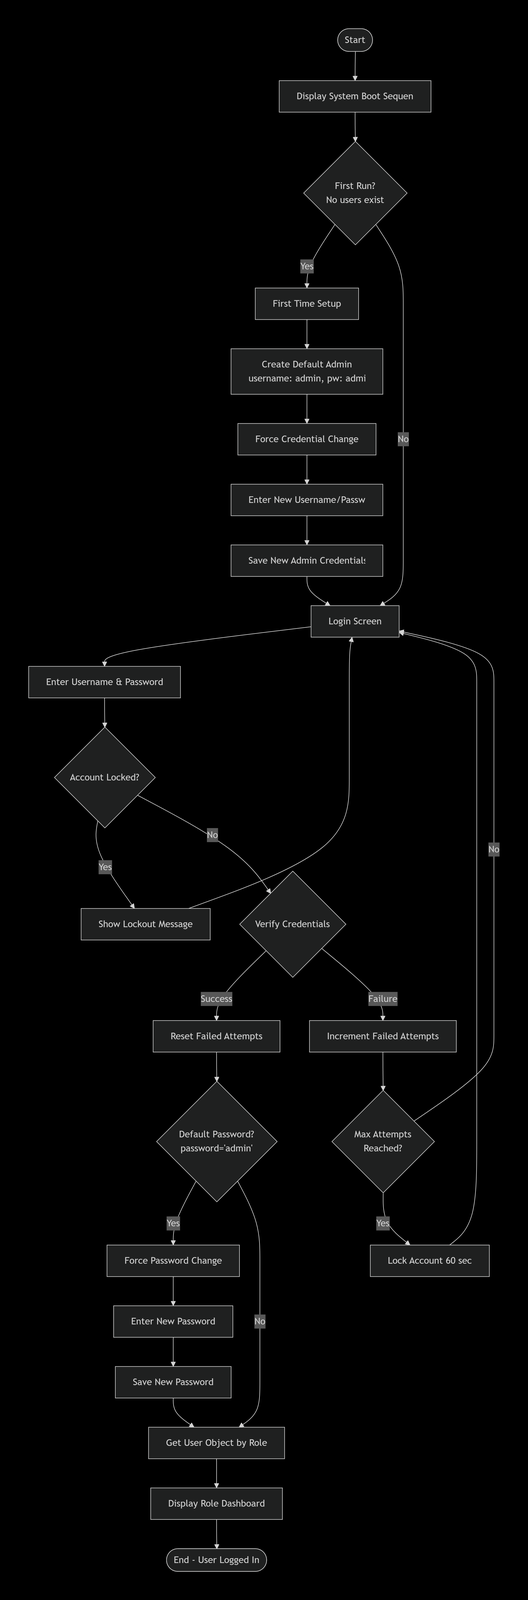 Start
Display System Boot Sequen
First Run?
No users exist
Yes
First Time Setup
Create Default Admin
username: admin, pw: admi
Force Credential Change
No
Enter New Username/Passw
Save New Admin Credentials
Login Screen
Enter Username & Password
Account Locked?
No
No
Yes
Show Lockout Message
Verify Credentials
Success
Failure
Reset Failed Attempts
Increment Failed Attempts
Default Password?
password='admin'
Max Attempts
Reached?
Yes
Yes
Force Password Change
Lock Account 60 sec
Enter New Password
No
Save New Password
Get User Object by Role
Display Role Dashboard
End - User Logged In